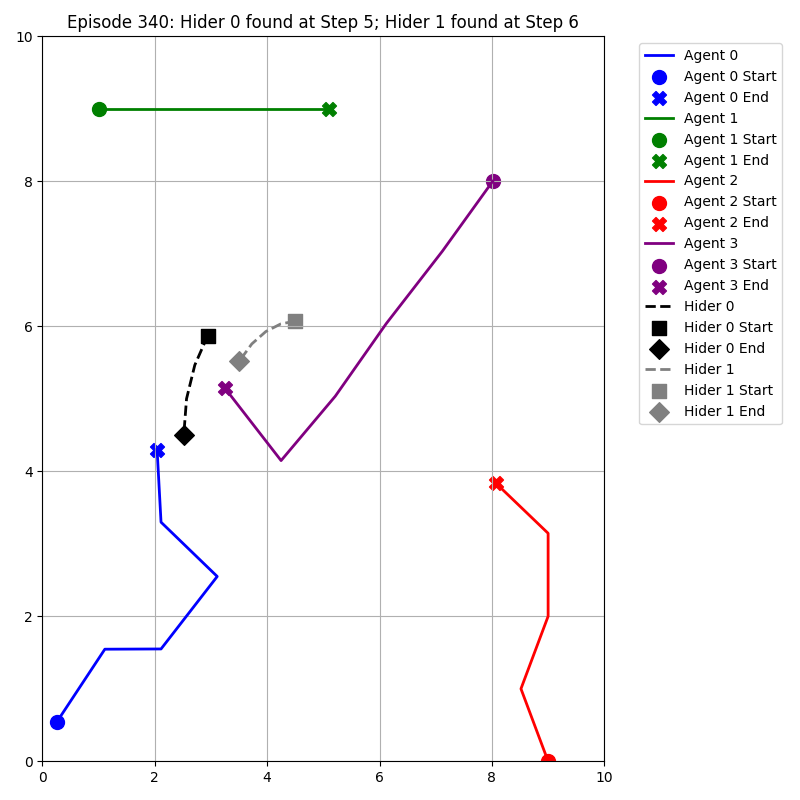 Episode 340: Hider 0 found at Step 5; Hider 1 found at Step 6
10
8
6
4
2
0
0
2
4
6
8
10
Agent 0
Agent 0 Start
Agent 0 End
Agent 1
Agent 1 Start
Agent 1 End
Agent 2
Agent 2 Start
Agent 2 End
Agent 3
Agent 3 Start
Agent 3 End
Hider 0
Hider 0 Start
Hider 0 End
Hider 1
Hider 1 Start
Hider 1 End